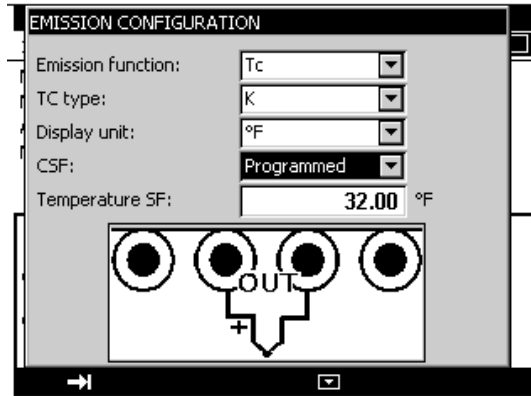 EMISSION CONFIGURATION
Emission function: Tc
TC type: K
Display unit: °F
CSF: Programmed
Temperature SF: 32.00 °F
OUT
+